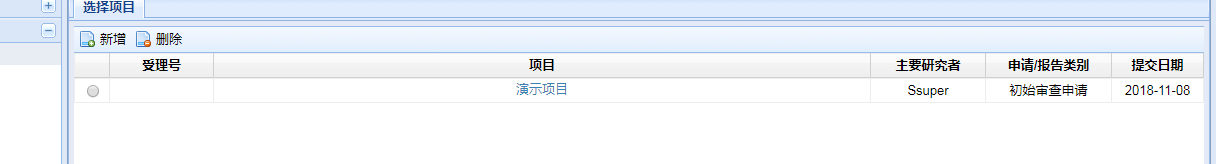 选择项目
新增 删除
受理号 项目 主要研究者 申请/报告类别 提交日期
演示项目 Ssuper 初始审查申请 2018-11-08